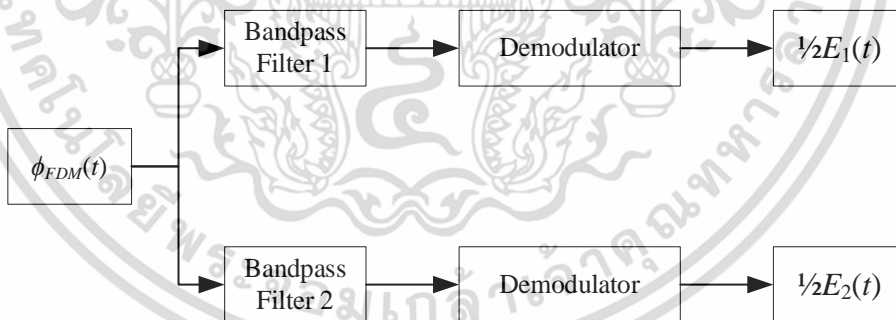 Bandpass
Filter 1
Demodulator
½E₁(t)
ϕFDM(t)
Bandpass
Filter 2
Demodulator
½E₂(t)